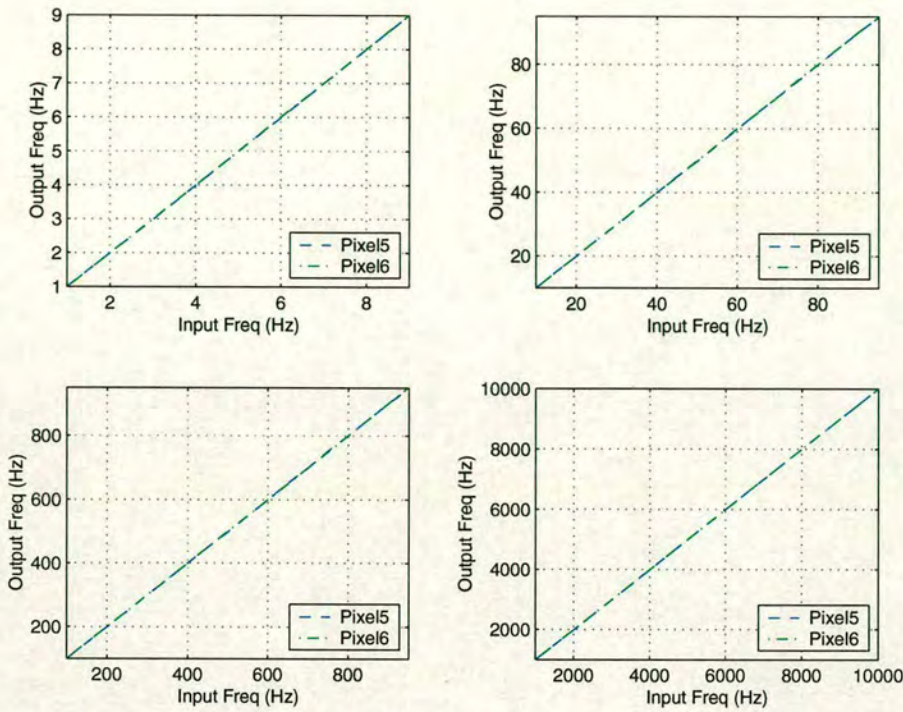 9
8
7
6
5
4
3
2
1
Output Freq (Hz)
2 4 6 8
Input Freq (Hz)
Pixel5
Pixel6
80
60
40
20
Output Freq (Hz)
20 40 60 80
Input Freq (Hz)
Pixel5
Pixel6
800
600
400
200
Output Freq (Hz)
200 400 600 800
Input Freq (Hz)
Pixel5
Pixel6
10000
8000
6000
4000
2000
Output Freq (Hz)
2000 4000 6000 8000 10000
Input Freq (Hz)
Pixel5
Pixel6